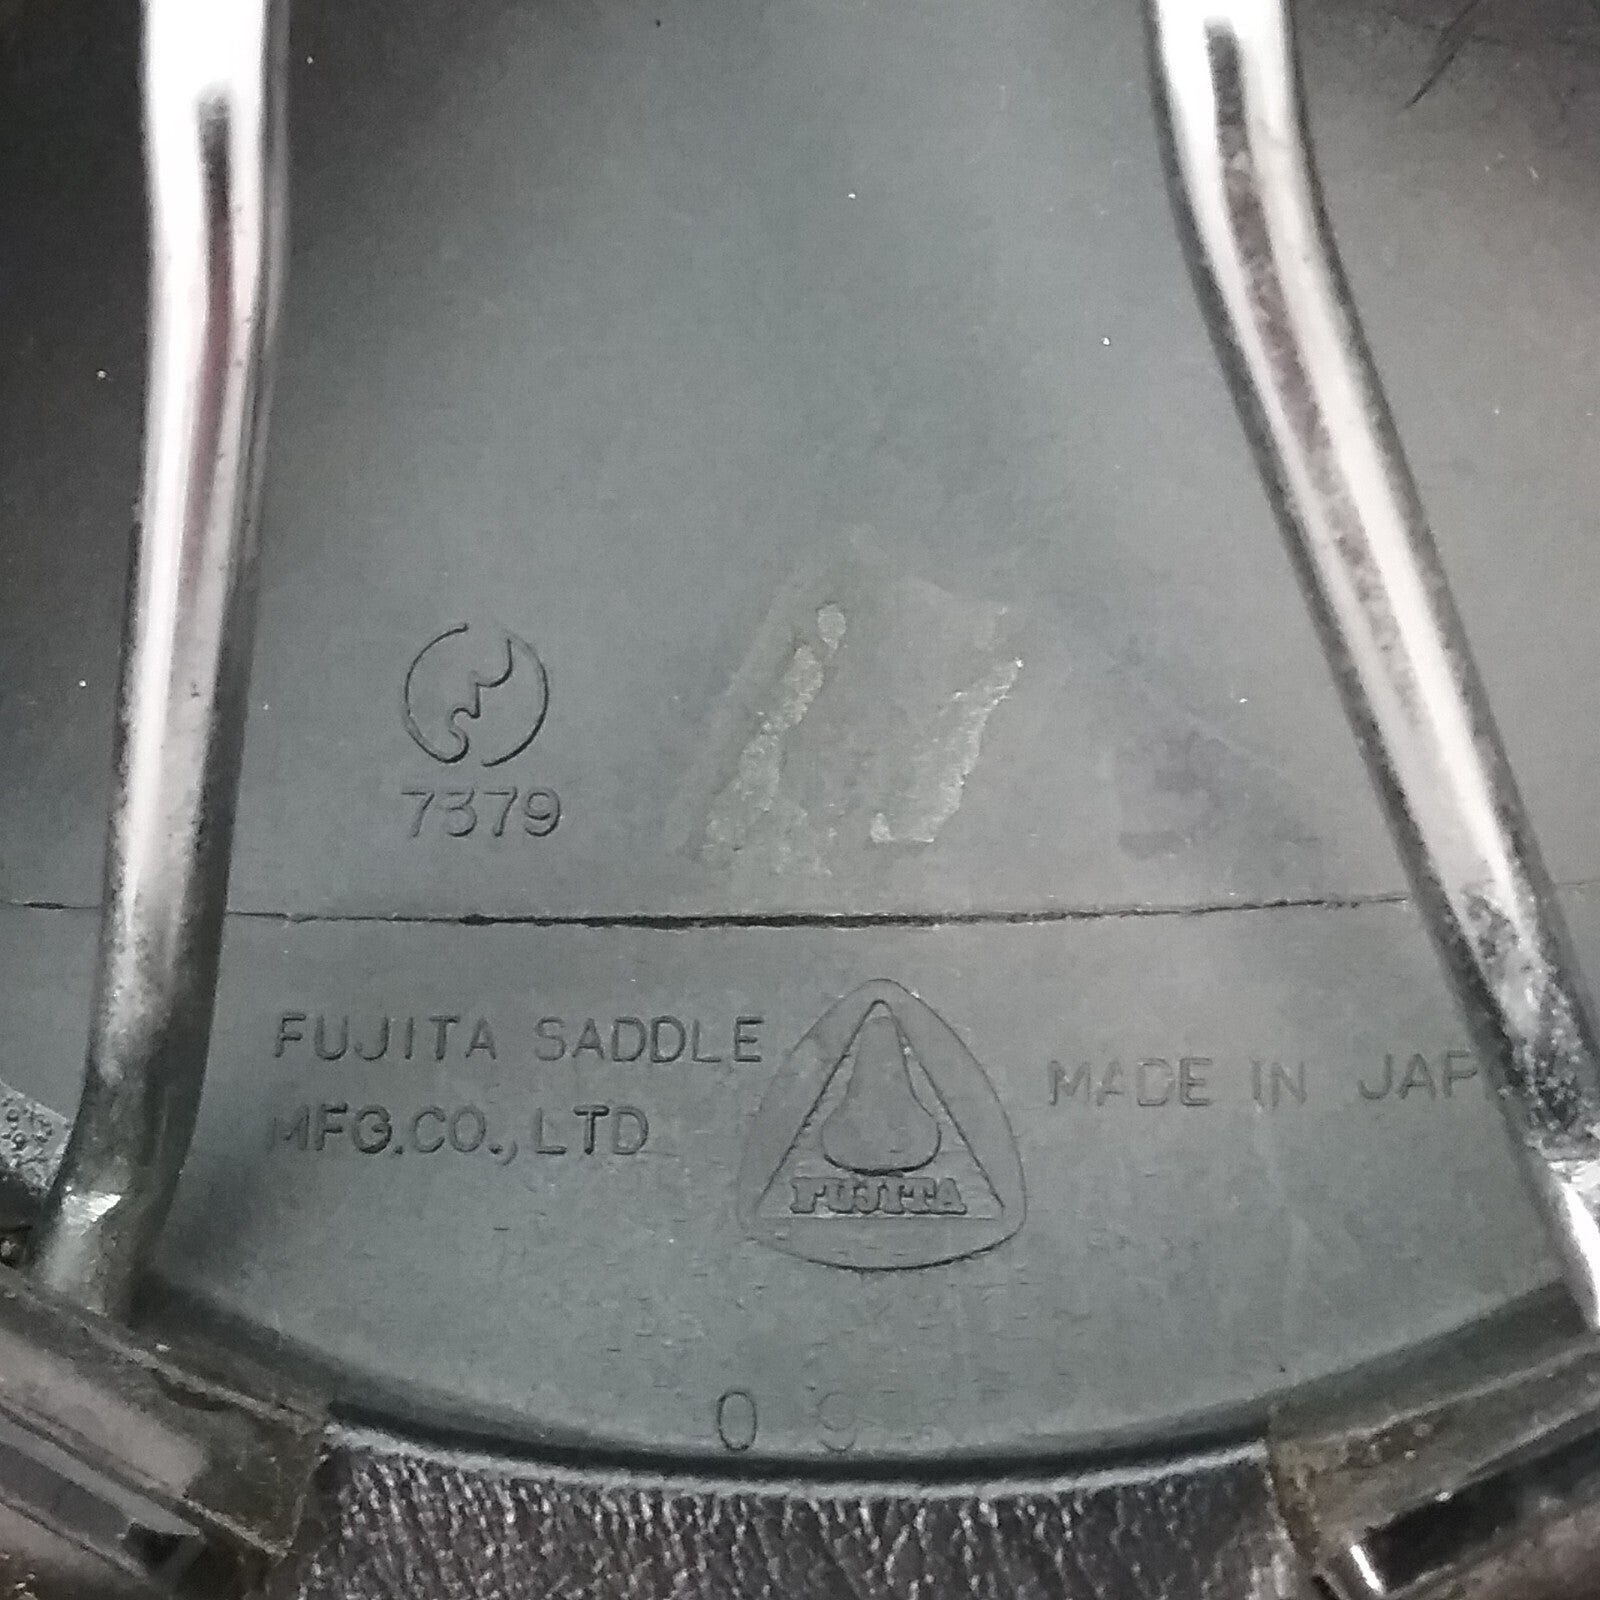 7379
FUJITA SADDLE
MFG.CO.,LTD
FUJITA
MADE IN JAP
0 9